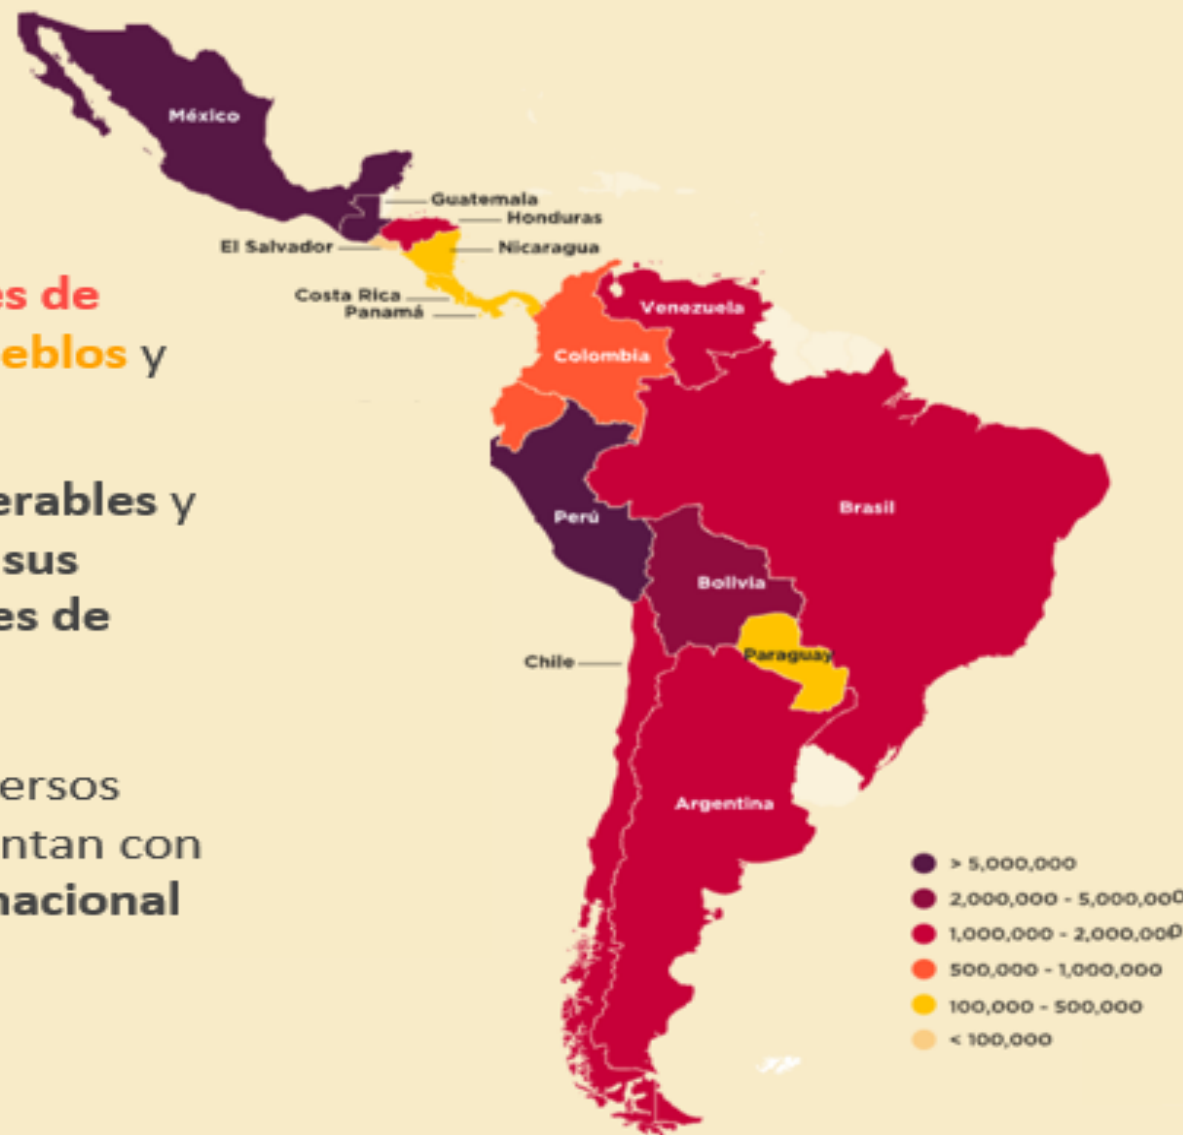 México
Guatemala
Honduras
El Salvador
Nicaragua
Costa Rica
Panamá
Venezuela
Colombia
Perú
Brasil
Bolivia
Paraguay
Chile
Argentina
es de
eblos y
erables y
sus
es de
ersos
ntan con
nacional
> 5,000,000
2,000,000 - 5,000,000
1,000,000 - 2,000,000
500,000 - 1,000,000
100,000 - 500,000
< 100,000